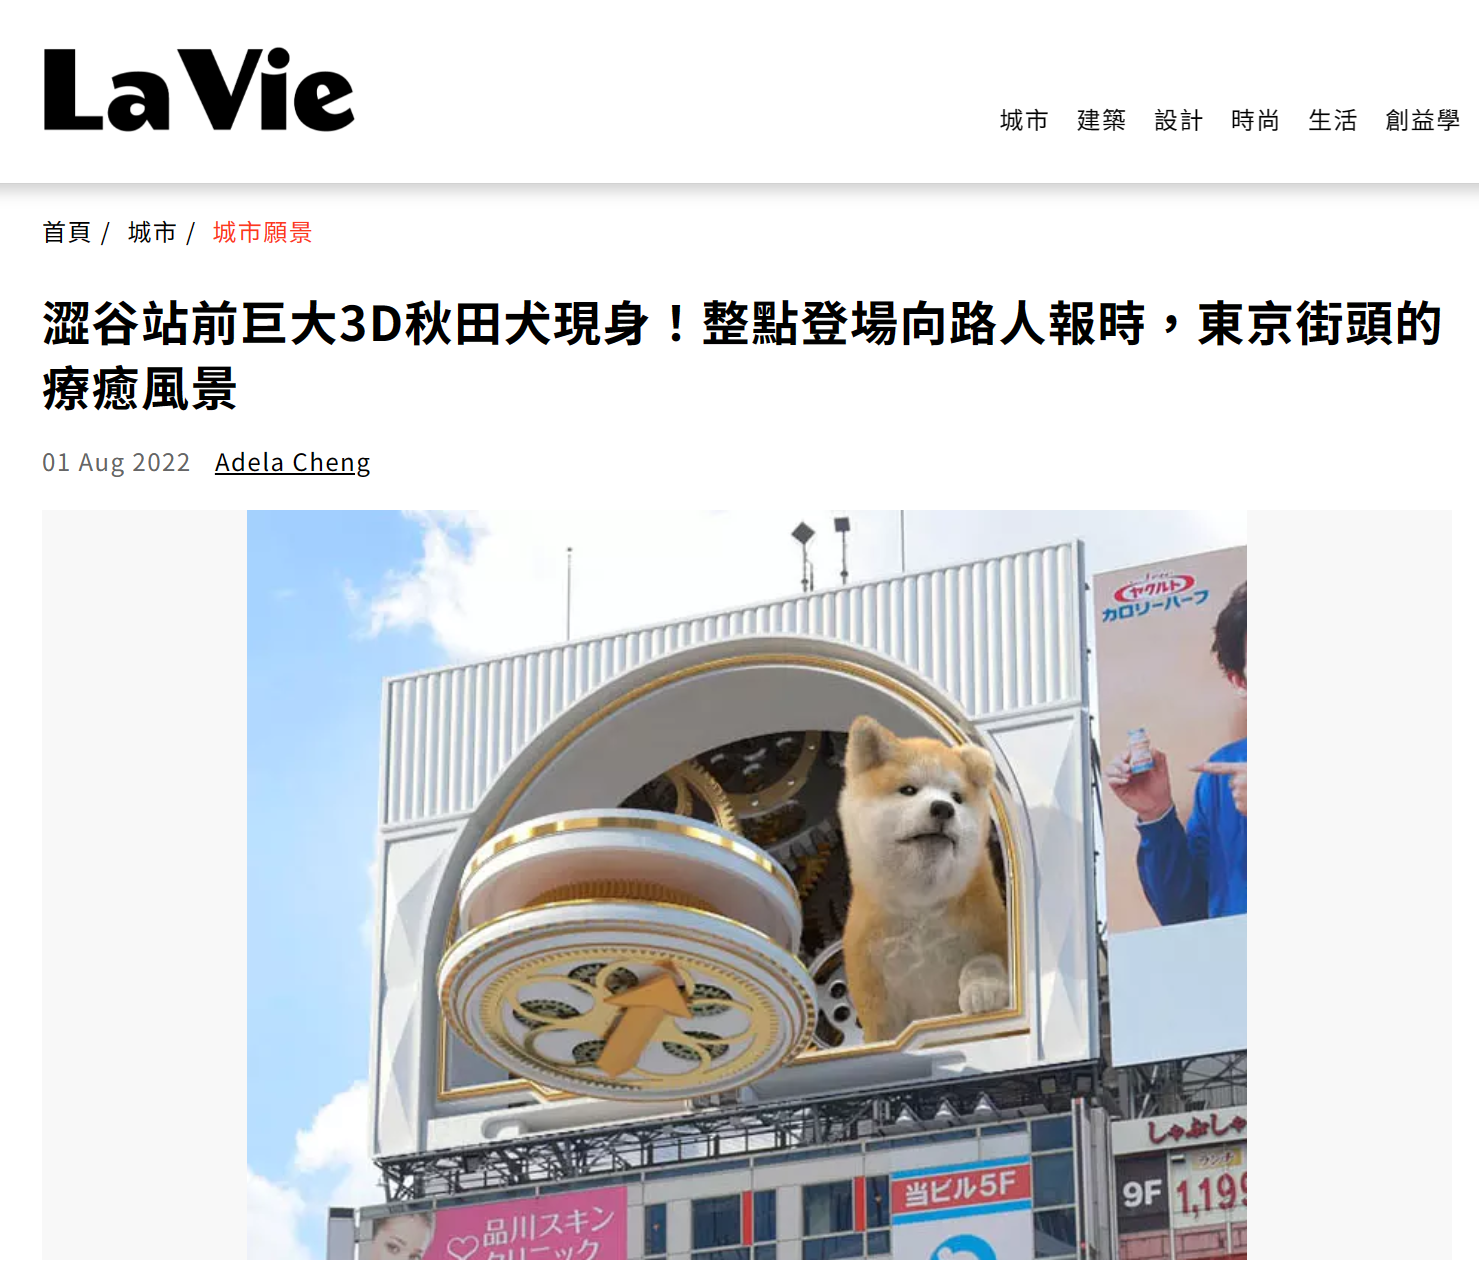 La Vie
城市 建築 設計 時尚 生活 創益學
首頁 / 城市 / 城市願景
澀谷站前巨大3D秋田犬現身！整點登場向路人報時，東京街頭的
療癒風景
01 Aug 2022 Adela Cheng
ヤクルト
カロリーハーフ
しゃぶしゃ
ランチ
当ビル5F
9F 1,199
品川スキン
クリニック